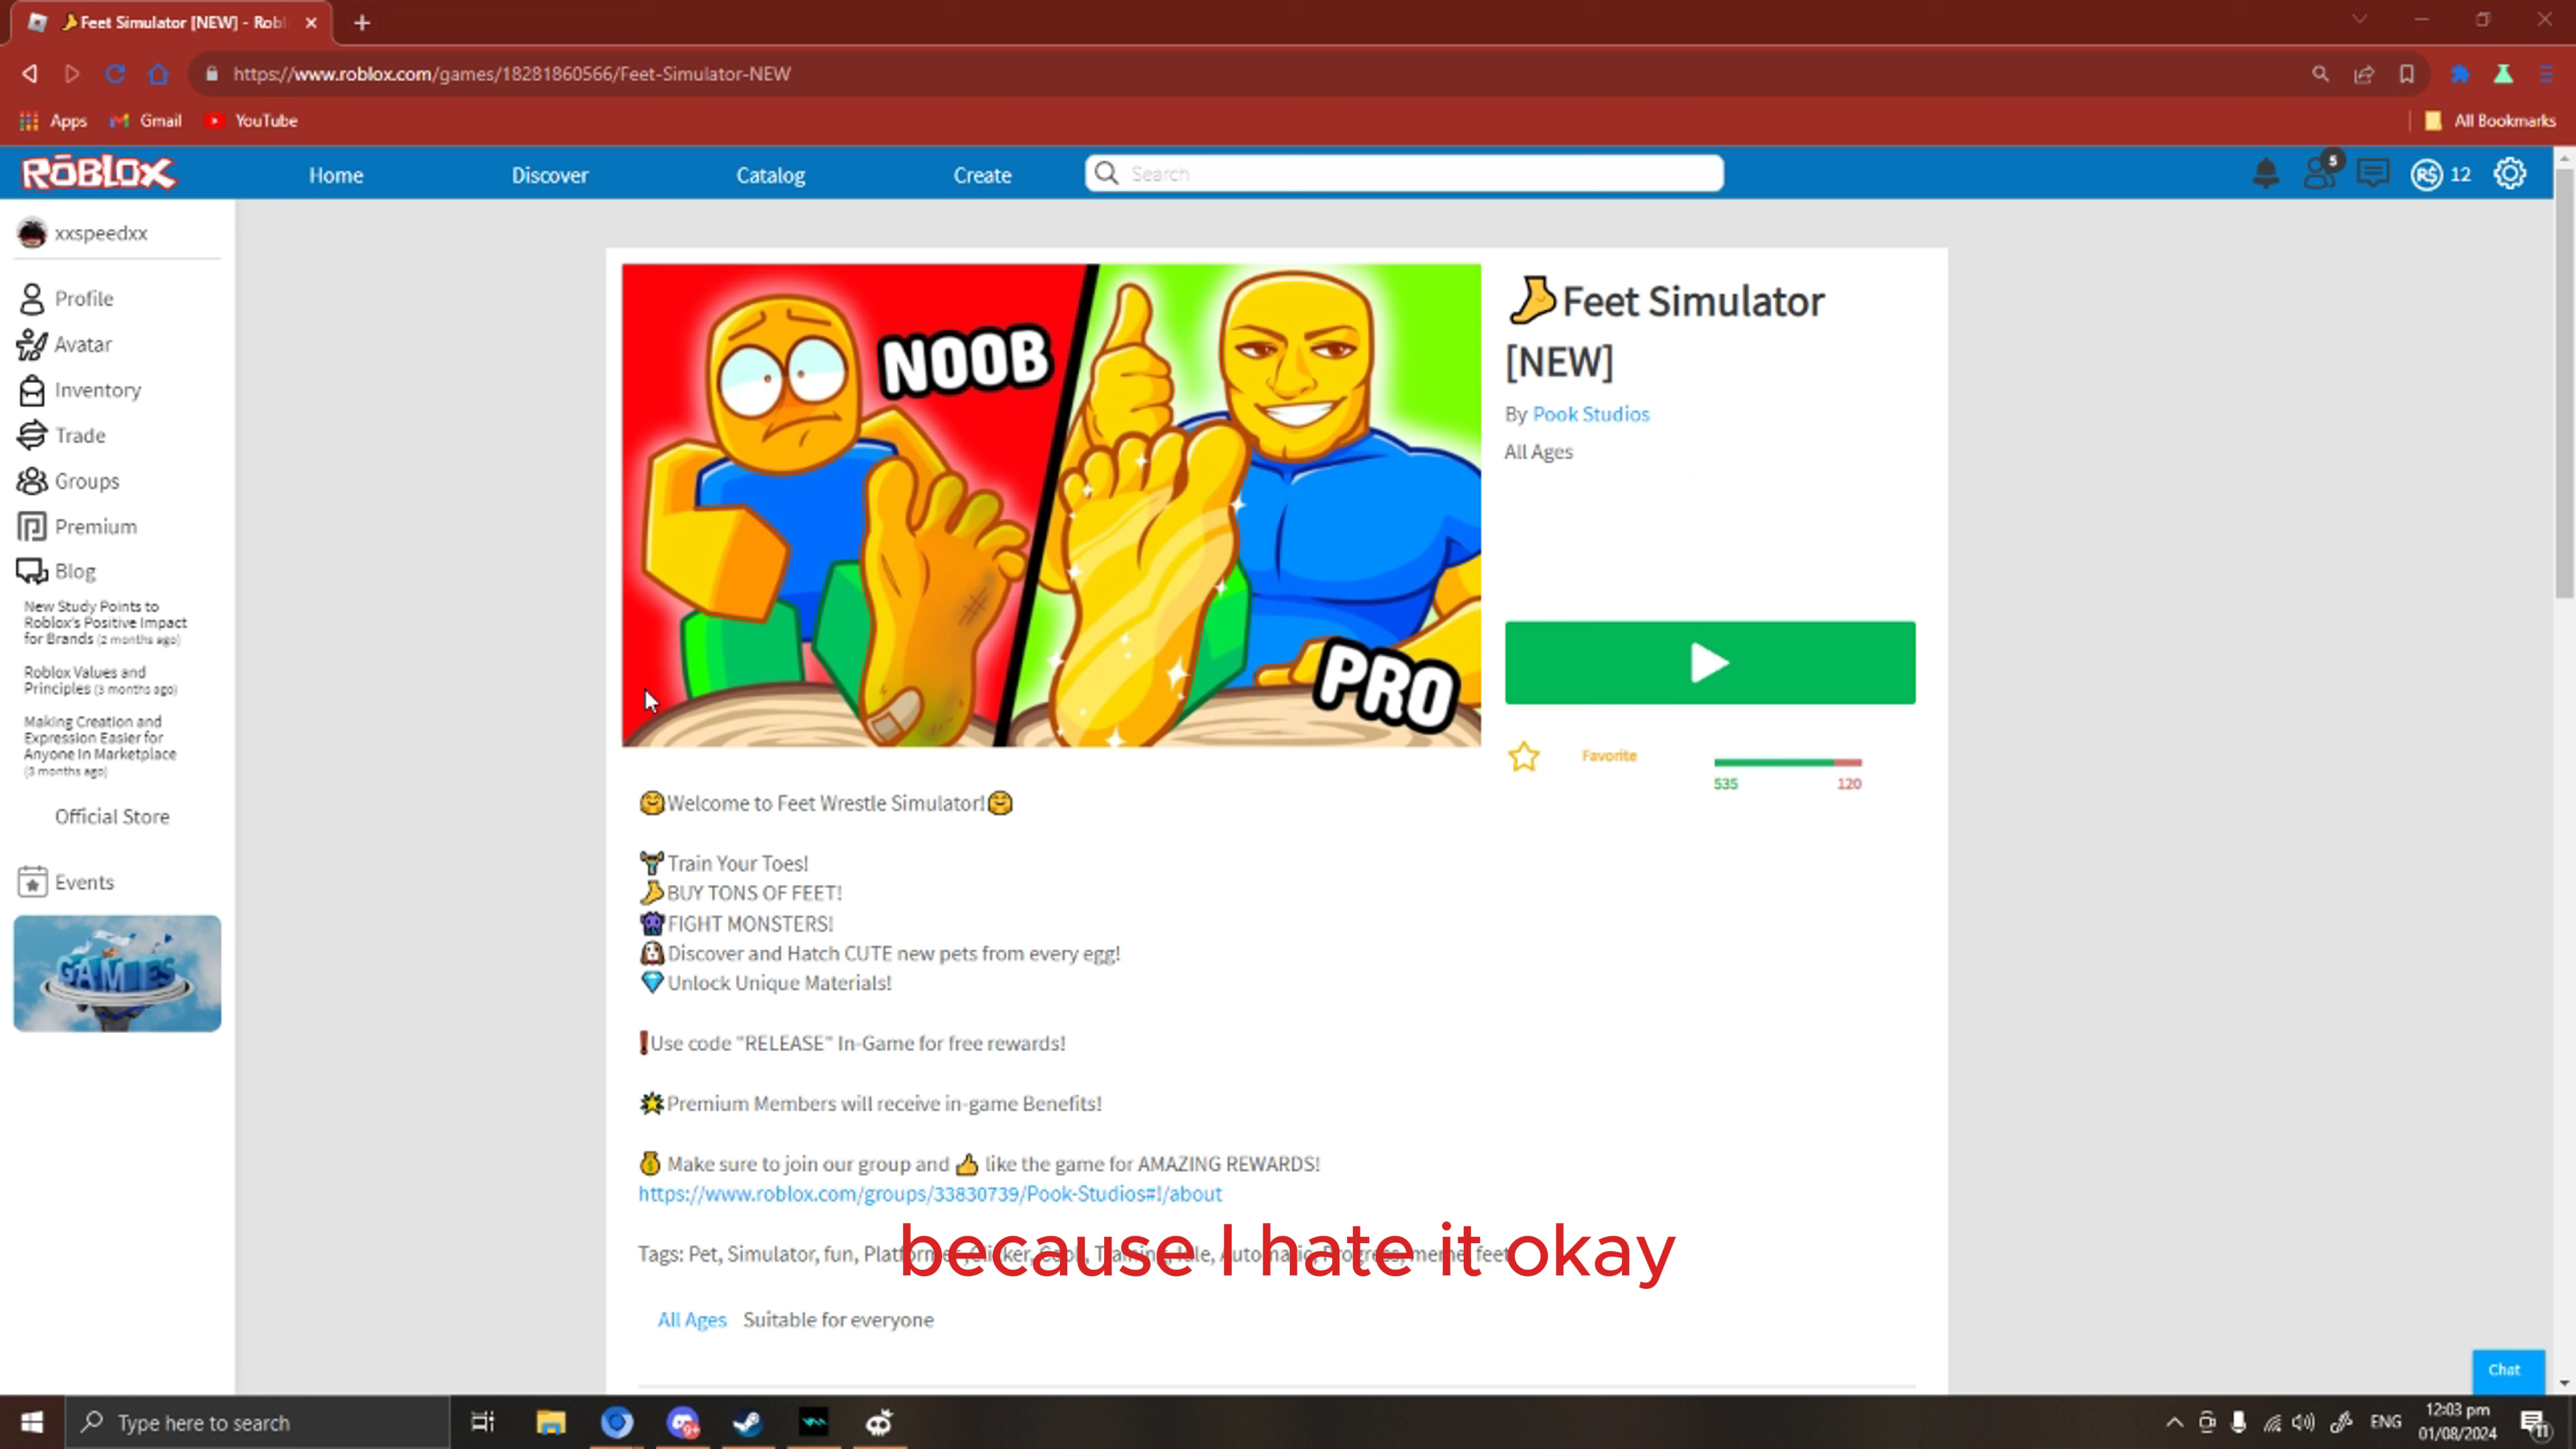 Feet Simulator [NEW] - Rob
https://www.roblox.com/games/18281860566/Feet-Simulator-NEW
Apps
Gmail
YouTube
All Bookmarks
ROBLOX
Home
Discover
Catalog
Create
Search
5
R$ 12
xxspeedxx
Profile
Avatar
Inventory
Trade
Groups
Premium
Blog
New Study Points to
Roblox's Positive Impact
for Brands (2 months ago)
Roblox Values and
Principles (3 months ago)
Making Creation and
Expression Easier for
Anyone in Marketplace
(3 months ago)
Official Store
Events
GAMES
NOOB
PRO
🦶Feet Simulator
[NEW]
By Pook Studios
All Ages
Favorite
535
120
🤗Welcome to Feet Wrestle Simulator!🤗
Train Your Toes!
🦶BUY TONS OF FEET!
👾FIGHT MONSTERS!
🐶Discover and Hatch CUTE new pets from every egg!
💎Unlock Unique Materials!
❗Use code "RELEASE" In-Game for free rewards!
🌟Premium Members will receive in-game Benefits!
💰 Make sure to join our group and 👍 like the game for AMAZING REWARDS!
https://www.roblox.com/groups/33830739/Pook-Studios#!/about
Tags: Pet, Simulator, fun, feet
because I hate it okay
All Ages Suitable for everyone
Chat
Type here to search
9+
ENG
12:03 pm
01/08/2024
11